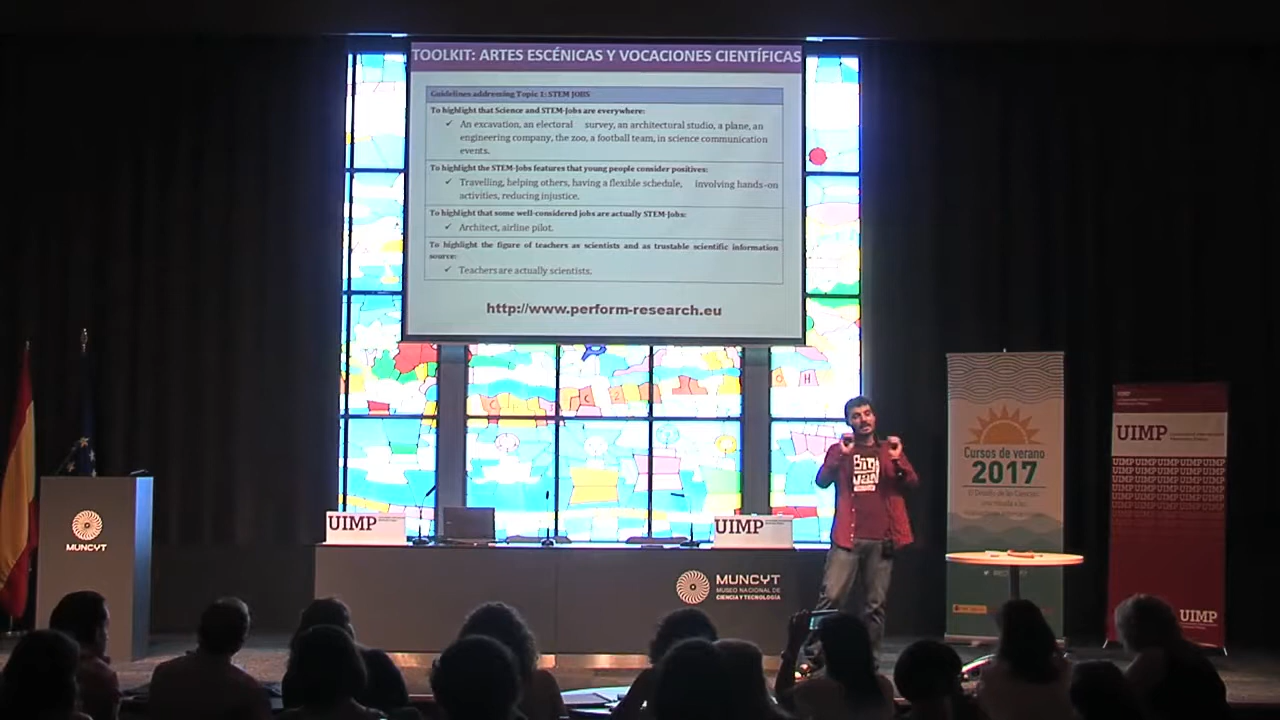 TOOLKIT: ARTES ESCÉNICAS Y VOCACIONES CIENTÍFICAS
Guidelines addressing Topic 1: STEM JOBS
To highlight that Science and STEM-Jobs are everywhere:
✓ An excavation, an electoral survey, an architectural studio, a plane, an
engineering company, the zoo, a football team, in science communication
events.
To highlight the STEM-Jobs features that young people consider positives:
✓ Travelling, helping others, having a flexible schedule, involving hands-on
activities, reducing injustice.
To highlight that some well-considered jobs are actually STEM-Jobs:
✓ Architect, airline pilot.
To highlight the figure of teachers as scientists and as trustable scientific information
source:
✓ Teachers are actually scientists.
http://www.perform-research.eu
MUNCYT
UIMP
UIMP
MUNCYT
MUSEO NACIONAL DE
CIENCIA Y TECNOLOGÍA
BIG
VAN
Cursos de verano
2017
UIMP
UIMP